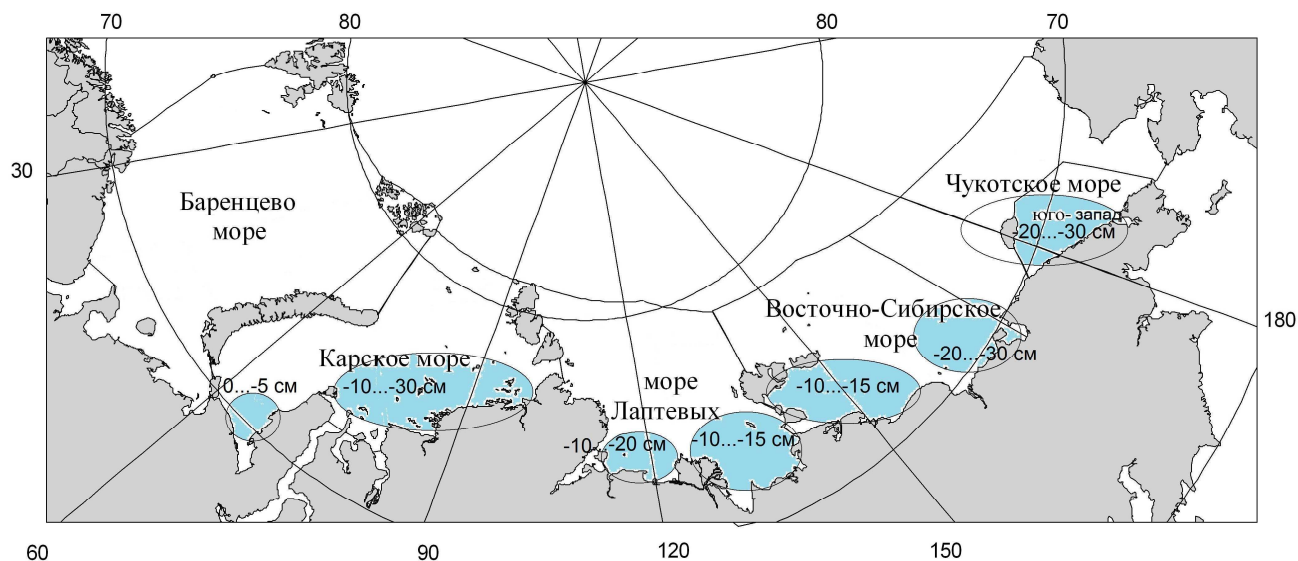 70
80
80
70
30
Баренцево
море
Чукотское море
юго- запад
-20...-30 см
180
Восточно-Сибирское
море
-20...-30 см
Карское море
0...-5 см
-10...-30 см
море
Лаптевых
-10...-20 см
-10...-15 см
-10...-15 см
60
90
120
150